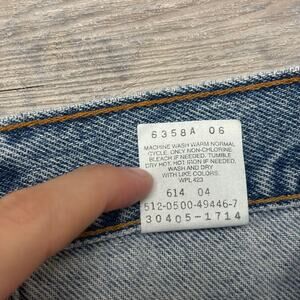 6358A 06
MACHINE WASH WARM NORMAL
CYCLE. ONLY NON-CHLORINE
BLEACH IF NEEDED. TUMBLE
DRY HOT. HOT IRON IF NEEDED.
WASH AND DRY
WITH LIKE COLORS.
WPL 423
614 04
512-0500-49446-7
30405-1714